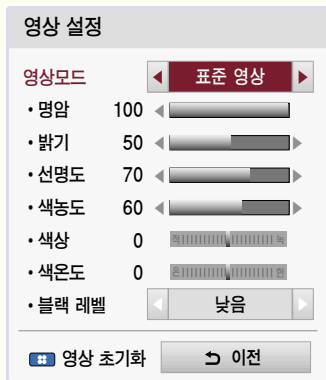 영상 설정
영상모드 ◀ 표준 영상 ▶
• 명암 100
• 밝기 50
• 선명도 70
• 색농도 60
• 색상 0 적 녹
• 색온도 0 온 한
• 블랙 레벨 낮음
영상 초기화 이전